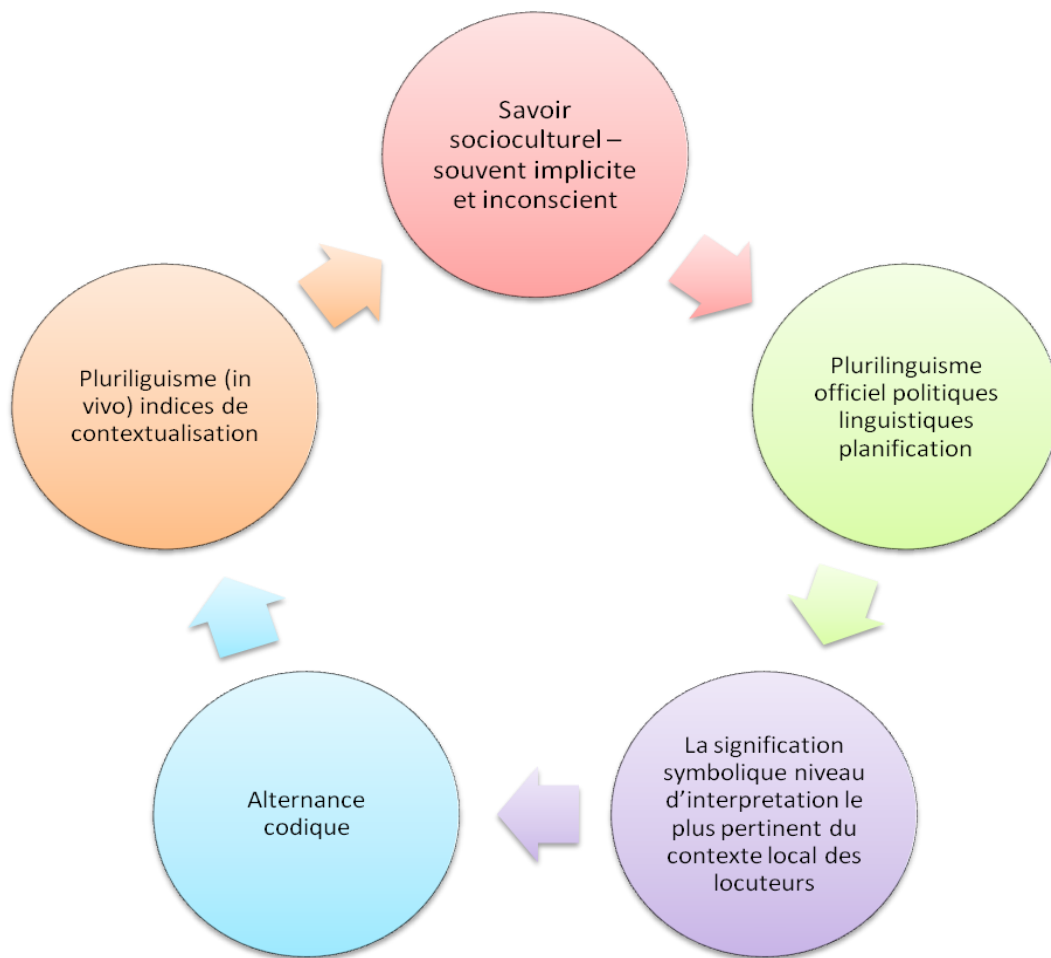 Savoir
socioculturel –
souvent implicite
et inconscient
Plurilinguisme
officiel politiques
linguistiques
planification
La signification
symbolique niveau
d'interpretation le
plus pertinent du
contexte local des
locuteurs
Alternance
codique
Pluriliguisme (in
vivo) indices de
contextualisation